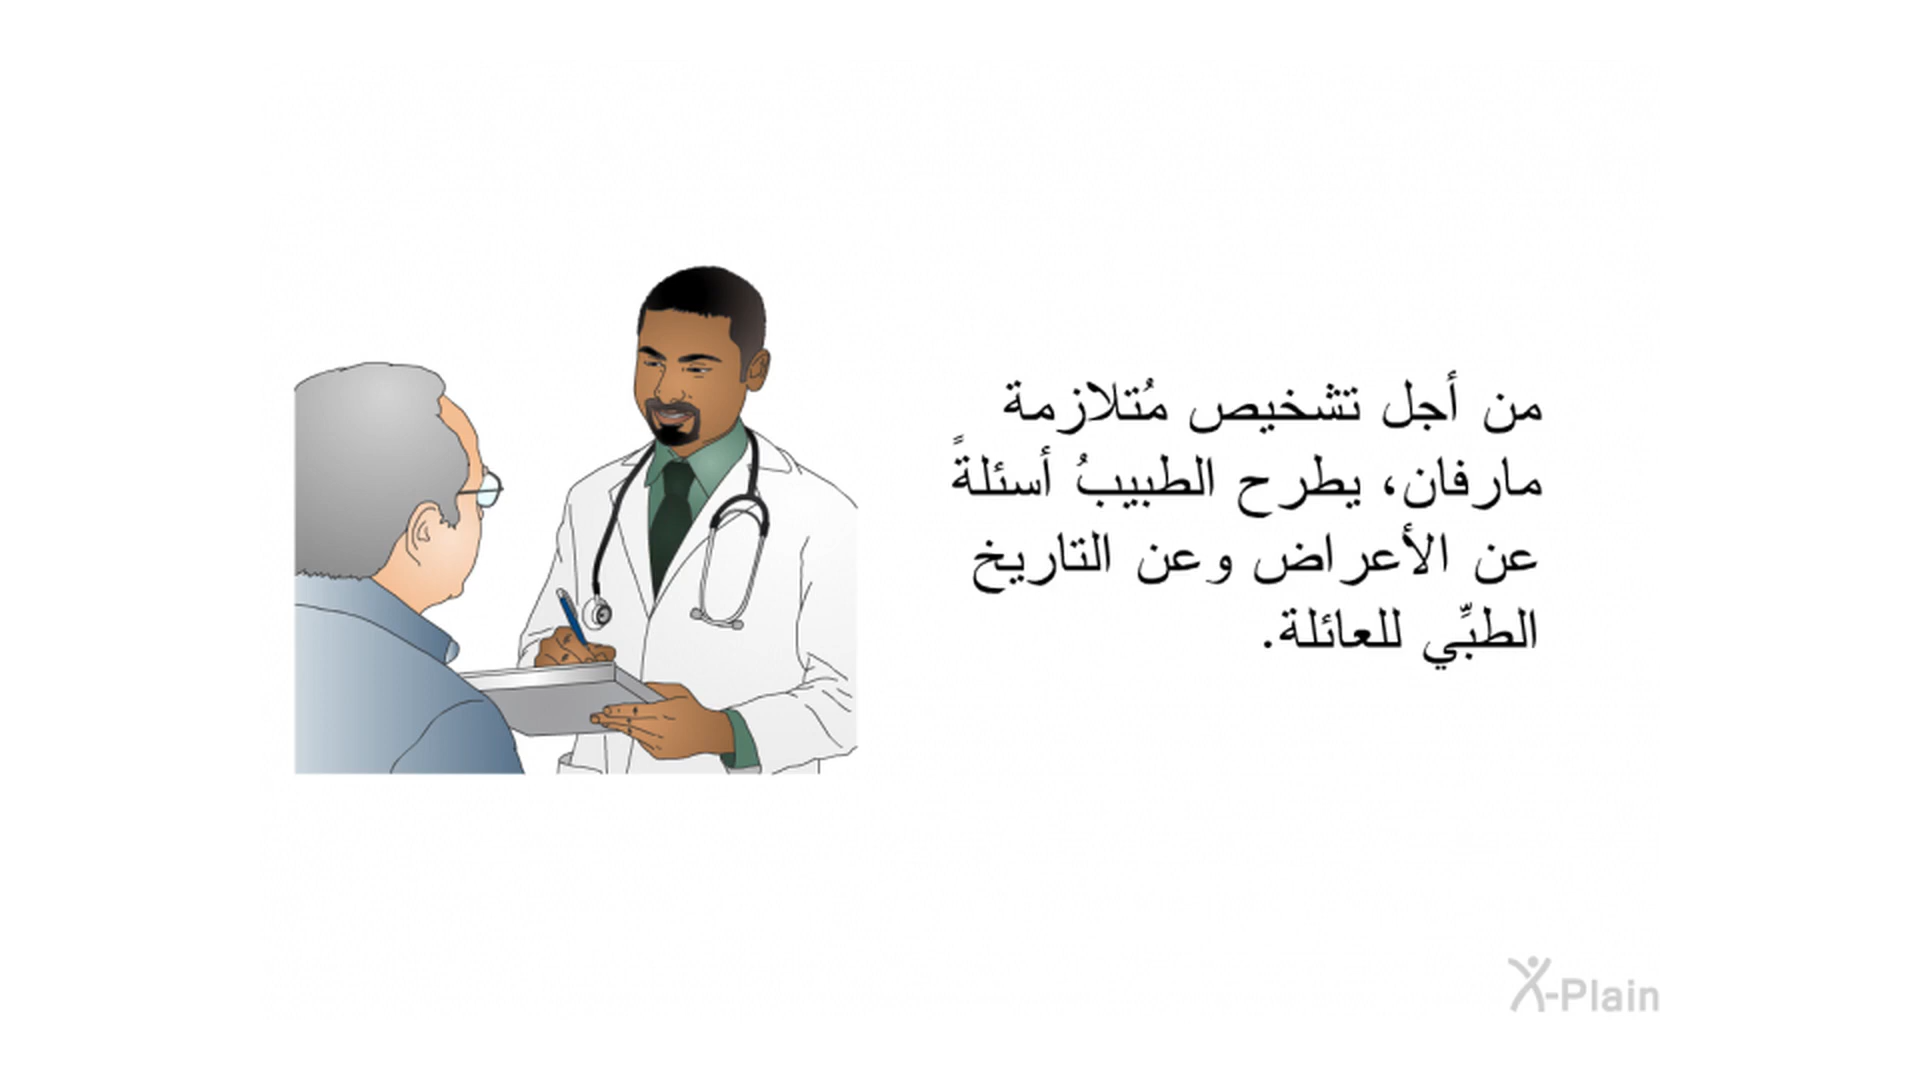 من أجل تشخيص مُتلازمة
مارفان، يطرح الطبيبُ أسئلةً
عن الأعراض وعن التاريخ
الطبِّي للعائلة.
X-Plain